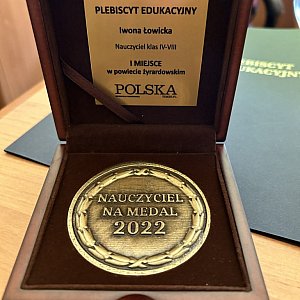 PLEBISCYT EDUKACYJNY
Iwona Łowicka
Nauczyciel klas IV-VIII
I MIEJSCE
w powiecie żyrardowskim
POLSKA
PLEBISCYT
EDUKACYJNY
NAUCZYCIEL
NA MEDAL
2022